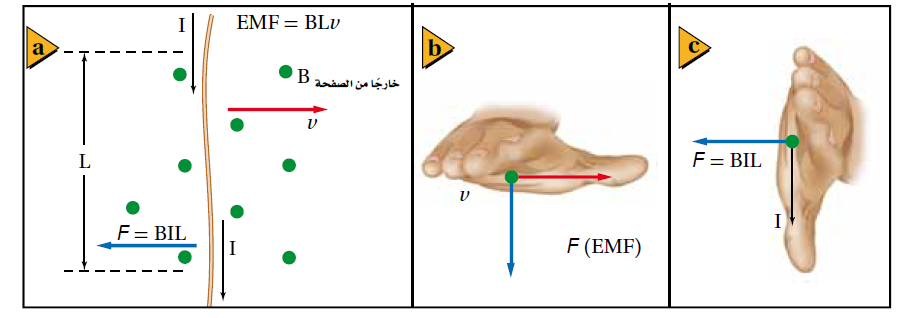 a
I
EMF = BLv
B خارجًا من الصفحة
v
L
F = BIL
I
b
v
F (EMF)
c
F = BIL
I